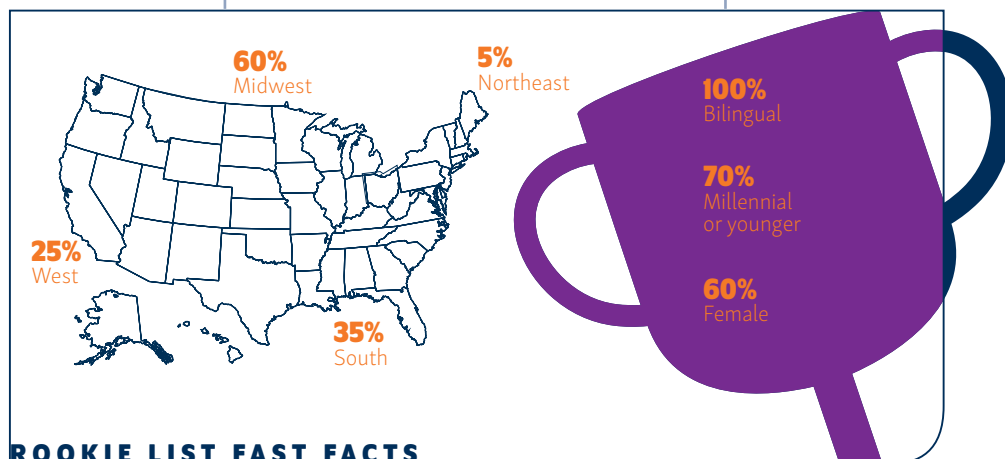 60%
Midwest
5%
Northeast
25%
West
35%
South
100%
Bilingual
70%
Millennial
or younger
60%
Female
ROOKIE LIST FAST FACTS